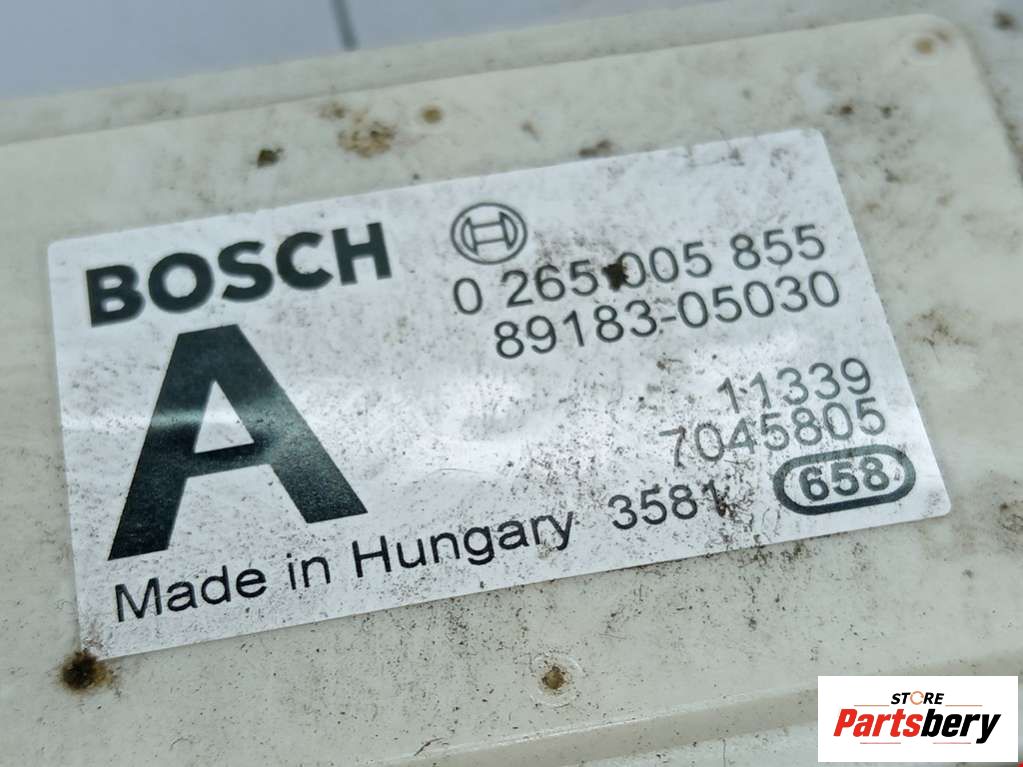 BOSCH
0 265 005 855
89183-05030
A
11339
7045805
Made in Hungary 3581 658
STORE
Partsbery